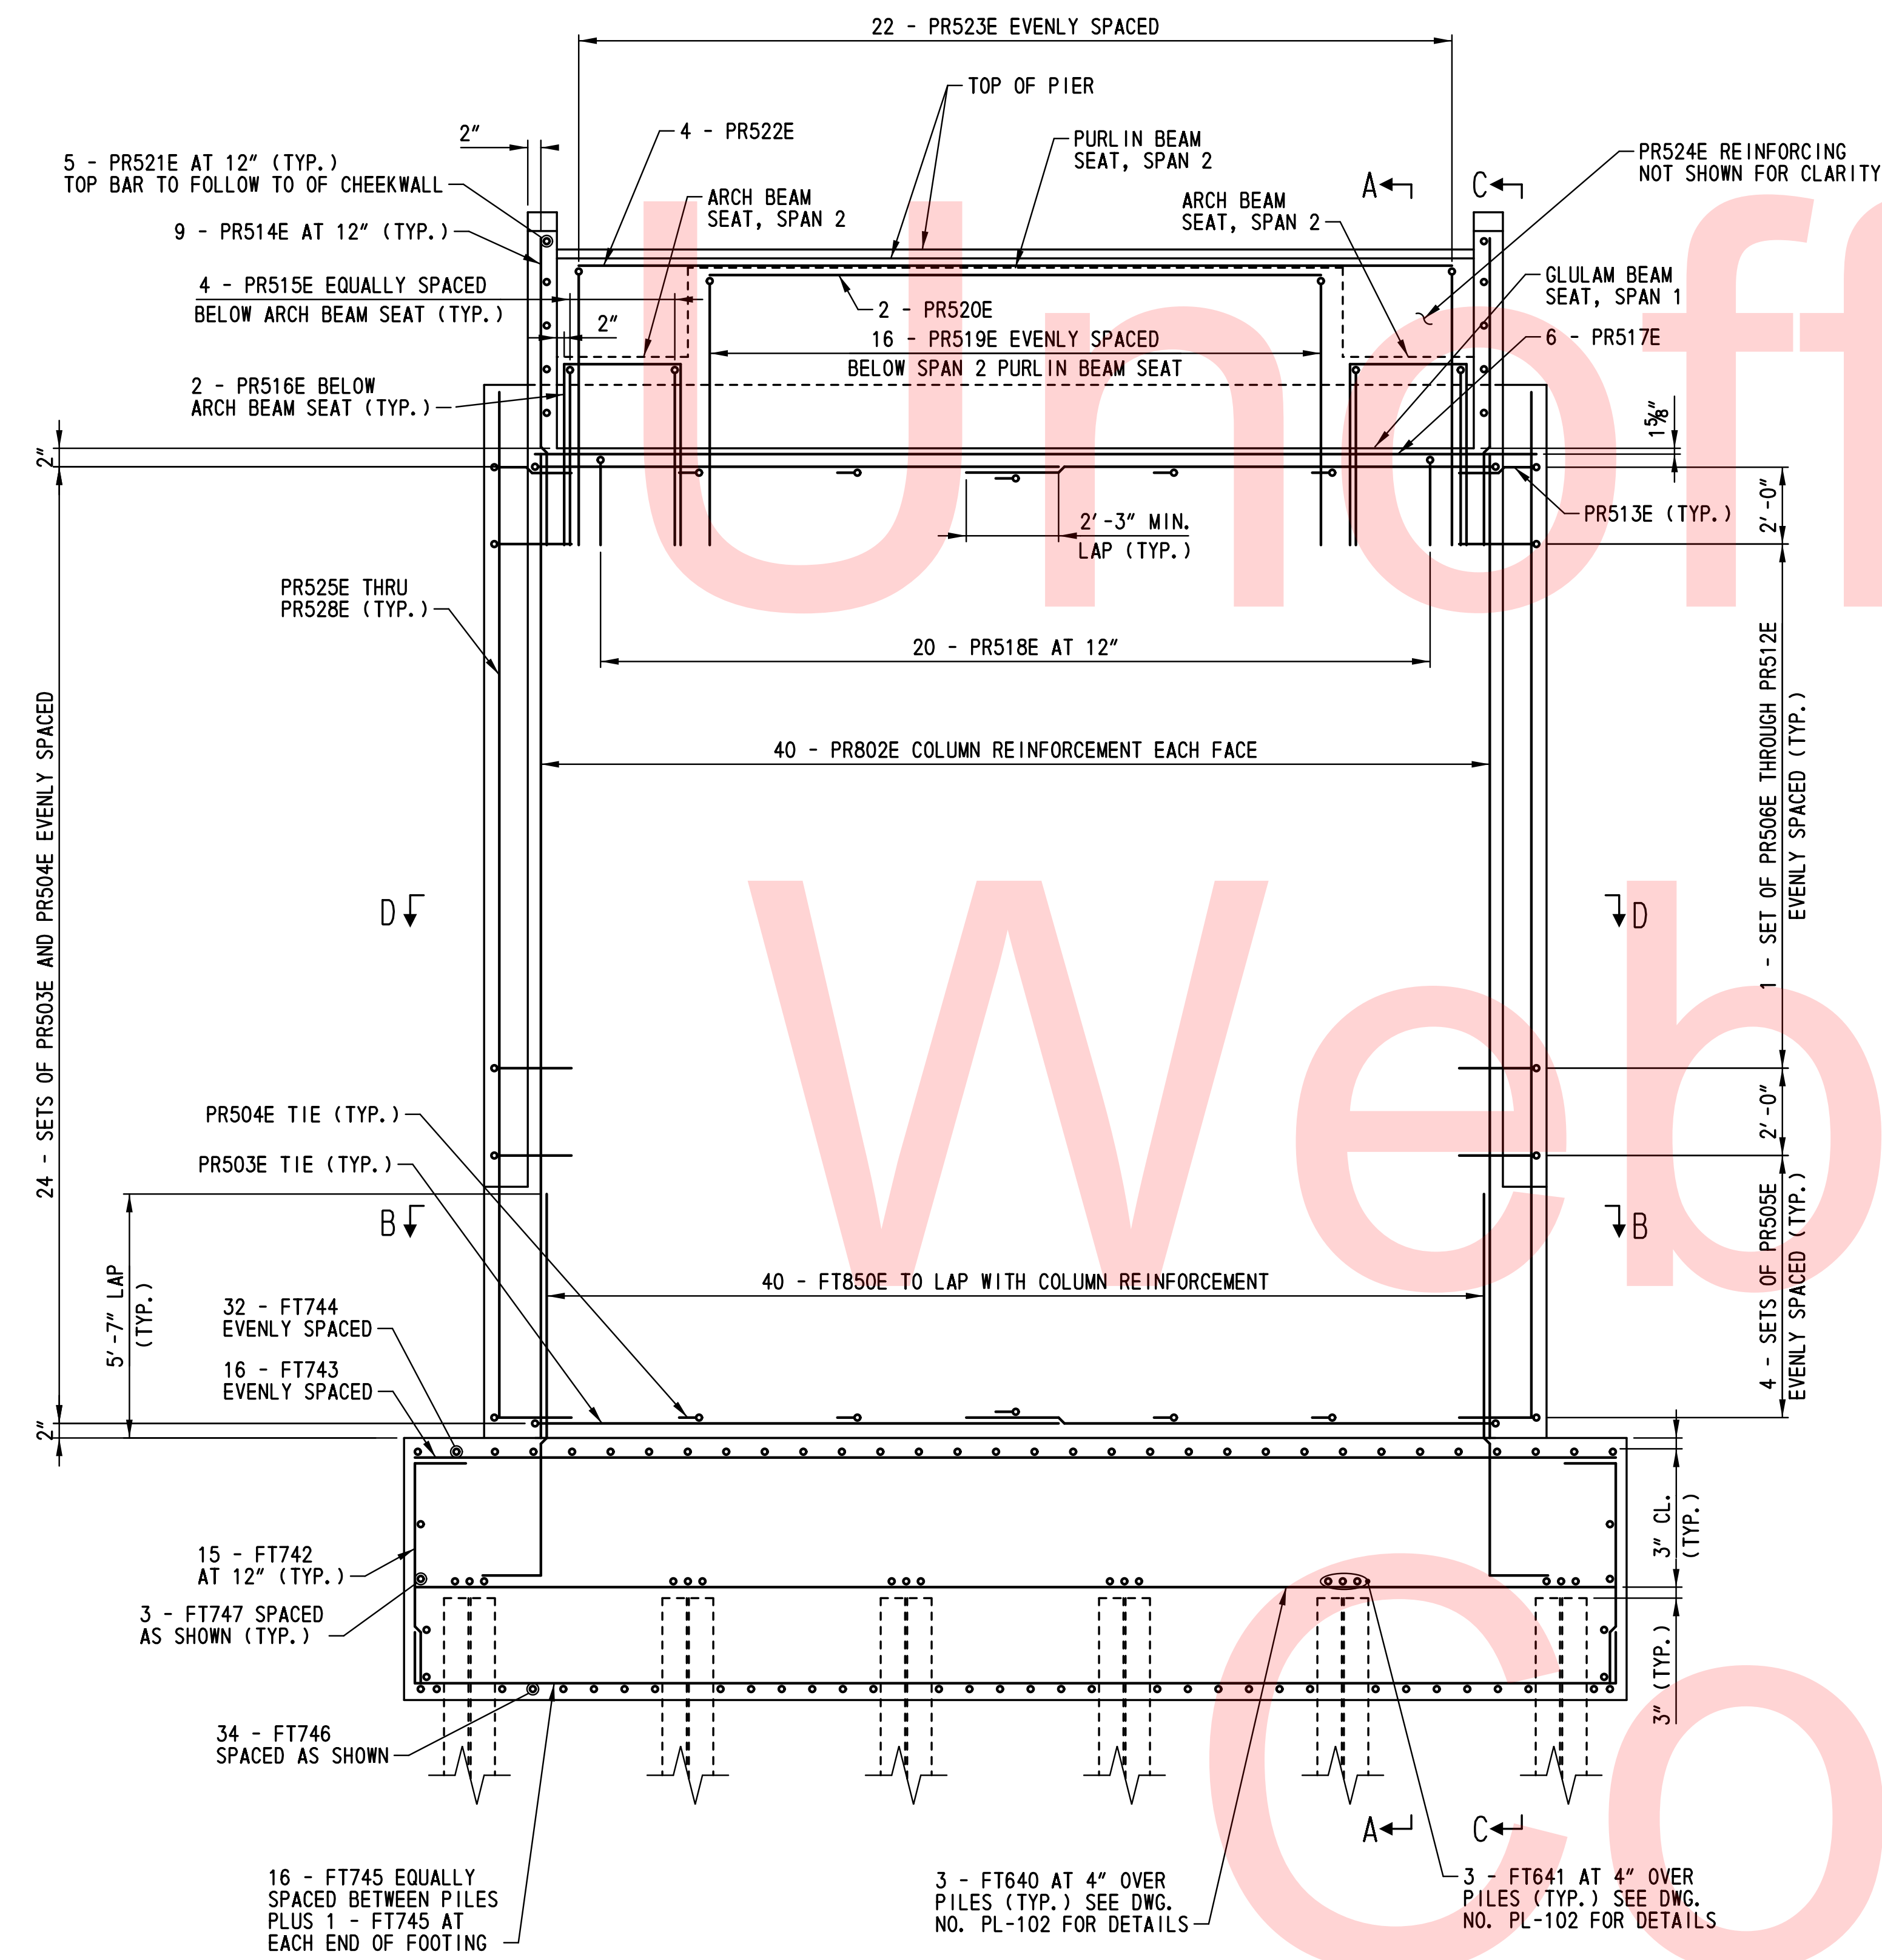 22 - PR523E EVENLY SPACED
TOP OF PIER
2"
4 - PR522E
PURLIN BEAM
SEAT, SPAN 2
PR524E REINFORCING
NOT SHOWN FOR CLARITY
5 - PR521E AT 12" (TYP.)
TOP BAR TO FOLLOW TO OF CHEEKWALL
A
C
ARCH BEAM
SEAT, SPAN 2
ARCH BEAM
SEAT, SPAN 2
9 - PR514E AT 12" (TYP.)
GLULAM BEAM
SEAT, SPAN 1
4 - PR515E EQUALLY SPACED
BELOW ARCH BEAM SEAT (TYP.)
2"
2 - PR520E
6 - PR517E
16 - PR519E EVENLY SPACED
BELOW SPAN 2 PURLIN BEAM SEAT
2 - PR516E BELOW
ARCH BEAM SEAT (TYP.)
1⅝"
2"
2'-0"
PR513E (TYP.)
2'-3" MIN.
LAP (TYP.)
PR525E THRU
PR528E (TYP.)
20 - PR518E AT 12"
1 - SET OF PR506E THROUGH PR512E
EVENLY SPACED (TYP.)
24 - SETS OF PR503E AND PR504E EVENLY SPACED
40 - PR802E COLUMN REINFORCEMENT EACH FACE
D
D
PR504E TIE (TYP.)
2'-0"
PR503E TIE (TYP.)
B
B
4 - SETS OF PR505E
EVENLY SPACED (TYP.)
40 - FT850E TO LAP WITH COLUMN REINFORCEMENT
5'-7" LAP
(TYP.)
32 - FT744
EVENLY SPACED
16 - FT743
EVENLY SPACED
2"
3" CL.
(TYP.)
15 - FT742
AT 12" (TYP.)
3 - FT747 SPACED
AS SHOWN (TYP.)
3" (TYP.)
34 - FT746
SPACED AS SHOWN
A
C
16 - FT745 EQUALLY
SPACED BETWEEN PILES
PLUS 1 - FT745 AT
EACH END OF FOOTING
3 - FT640 AT 4" OVER
PILES (TYP.) SEE DWG.
NO. PL-102 FOR DETAILS
3 - FT641 AT 4" OVER
PILES (TYP.) SEE DWG.
NO. PL-102 FOR DETAILS
Unoff
Web
Co